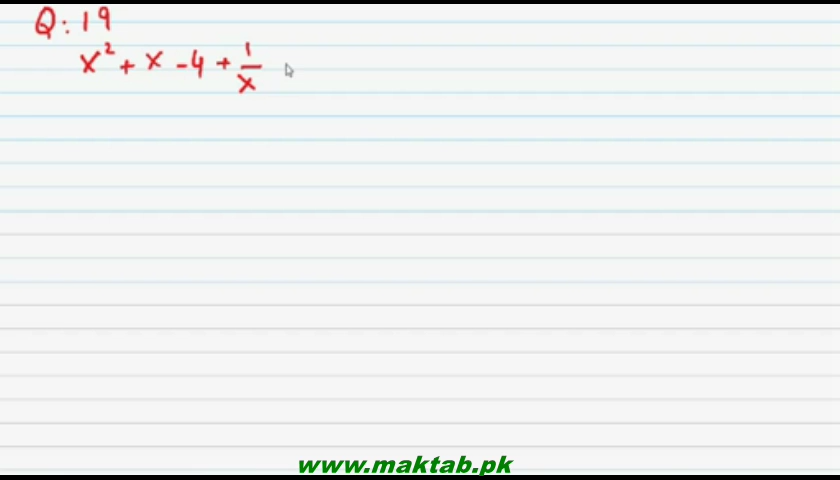 Q: 19
x² + x - 4 + 1/x
www.maktab.pk